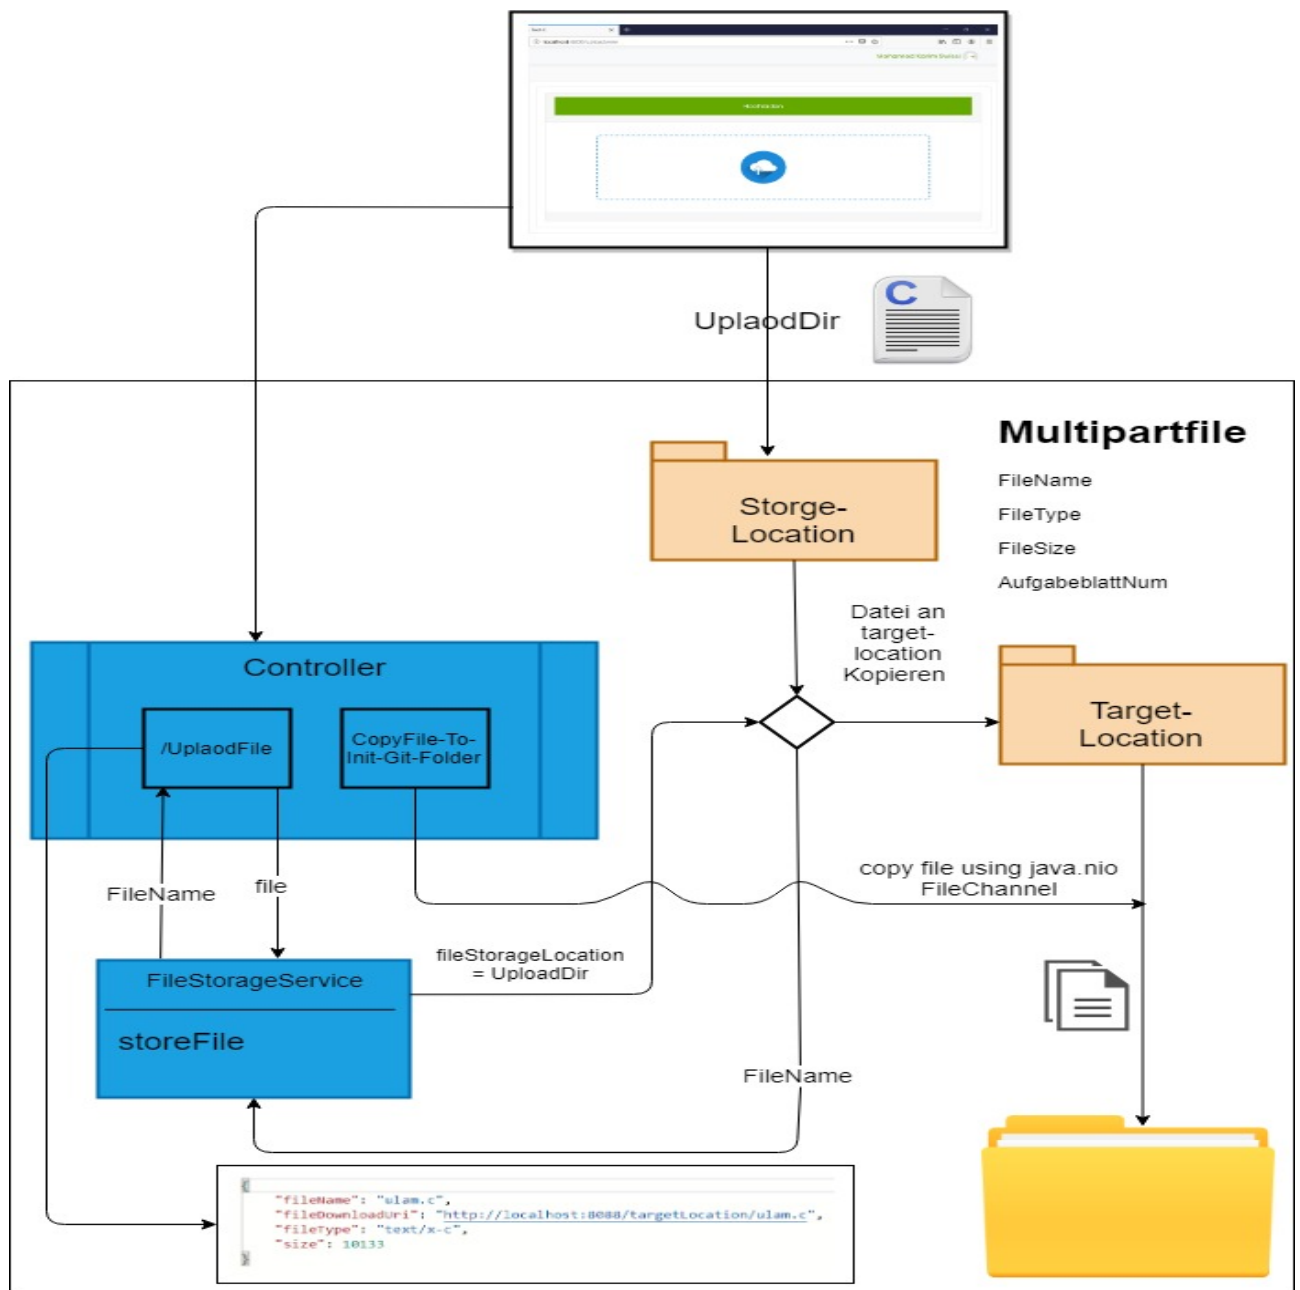 UplaodDir
C
Multipartfile
FileName
FileType
FileSize
AufgabeblattNum
Storge-
Location
Datei an
target-
location
Kopieren
Target-
Location
Controller
/UplaodFile
CopyFile-To-
Init-Git-Folder
FileName
file
copy file using java.nio
FileChannel
fileStorageLocation
= UploadDir
FileStorageService
storeFile
FileName
{
"fileName": "ulam.c",
"fileDownloadUri": "http://localhost:8088/targetLocation/ulam.c",
"fileType": "text/x-c",
"size": 10133
}